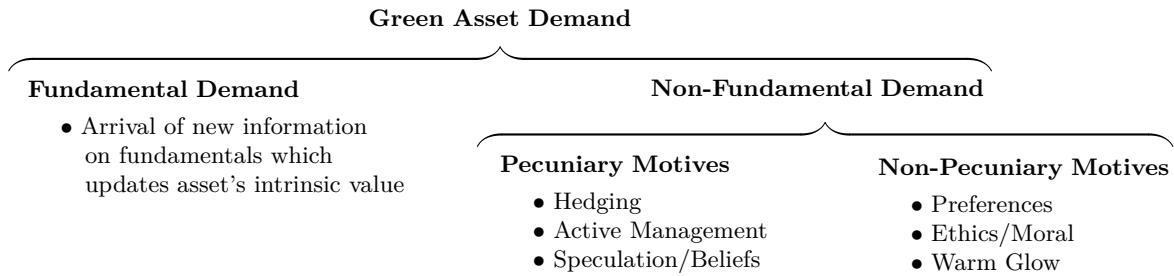 Green Asset Demand
Fundamental Demand
• Arrival of new information
on fundamentals which
updates asset's intrinsic value
Non-Fundamental Demand
Pecuniary Motives
• Hedging
• Active Management
• Speculation/Beliefs
Non-Pecuniary Motives
• Preferences
• Ethics/Moral
• Warm Glow